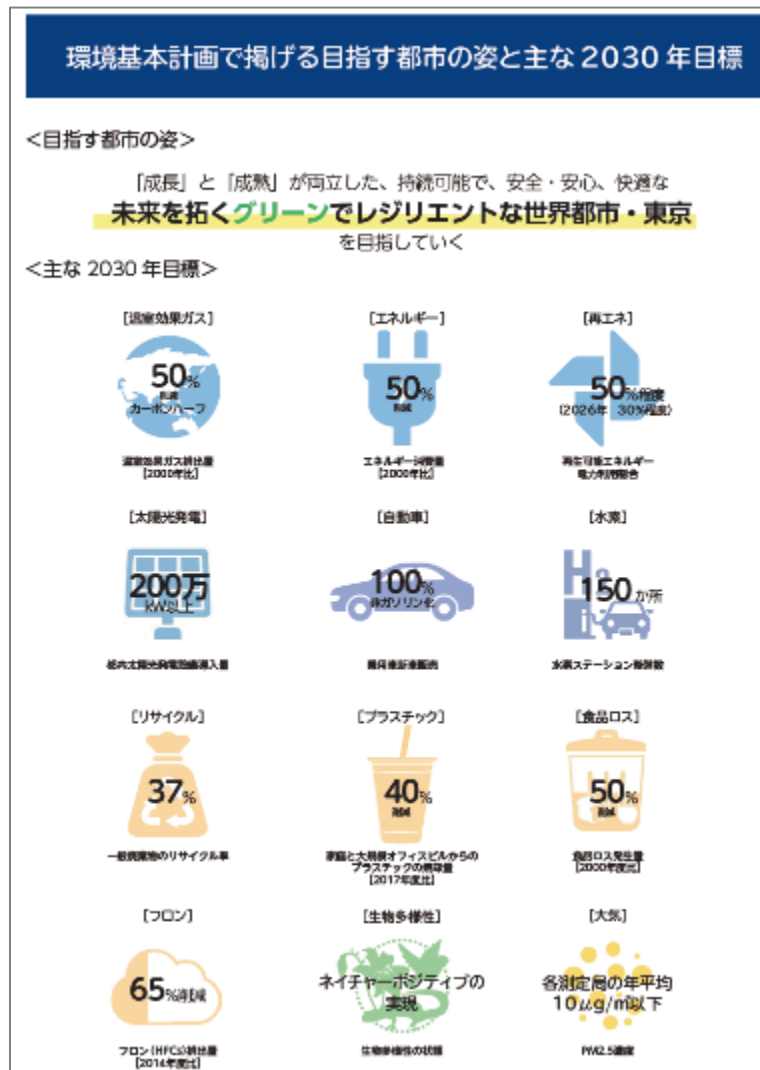 環境基本計画で掲げる目指す都市の姿と主な2030年目標
<目指す都市の姿>
「成長」と「成熟」が両立した、持続可能で、安全・安心、快適な
未来を拓くグリーンでレジリエントな世界都市・東京
を目指していく
<主な2030年目標>
[温室効果ガス]
50%
削減
カーボンハーフ
温室効果ガス排出量
[2000年比]
[エネルギー]
50%
削減
エネルギー消費量
[2000年比]
[再エネ]
50%程度
(2026年 30%程度)
再生可能エネルギー
電力利用割合
[太陽光発電]
200万
kW以上
都内太陽光発電設備導入量
[自動車]
100%
非ガソリン化
乗用車新車販売
[水素]
H2
150か所
水素ステーション整備数
[リサイクル]
37%
一般廃棄物のリサイクル率
[プラスチック]
40%
削減
家庭と大規模オフィスビルからの
プラスチックの焼却量
[2017年度比]
[食品ロス]
50%
削減
食品ロス発生量
[2000年度比]
[フロン]
65%削減
フロン(HFCs)排出量
[2014年度比]
[生物多様性]
ネイチャーポジティブの
実現
生物多様性の状態
[大気]
各測定局の年平均
10μg/㎥以下
PM2.5濃度